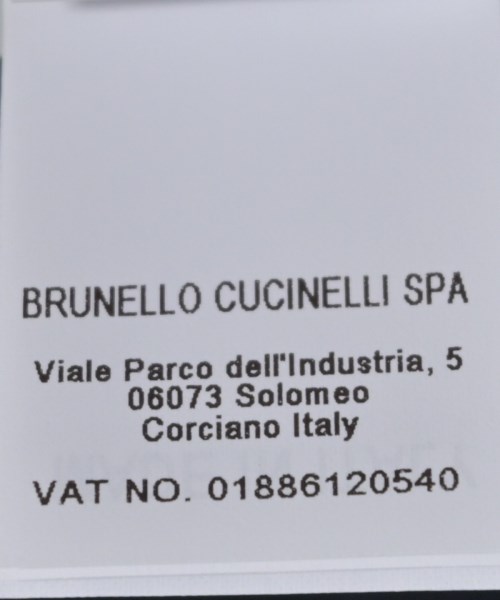 BRUNELLO CUCINELLI SPA
Viale Parco dell'Industria, 5
06073 Solomeo
Corciano Italy
VAT NO. 01886120540